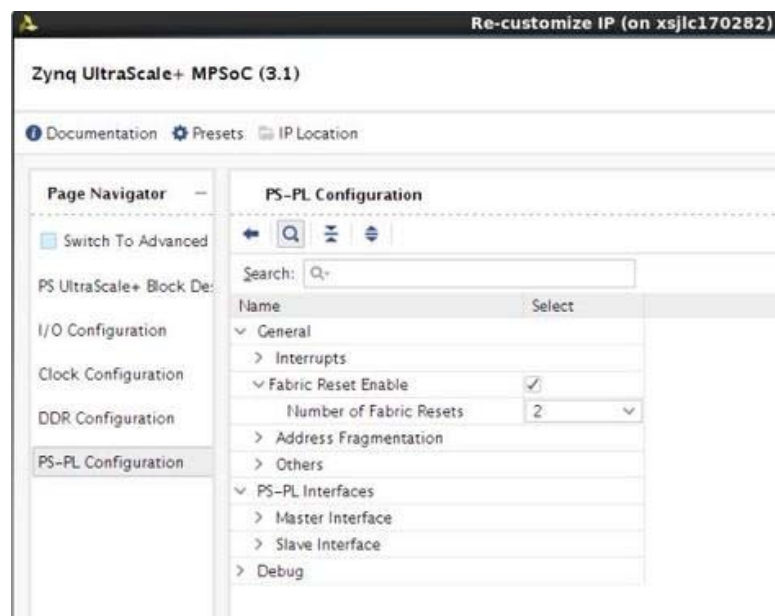 Re-customize IP (on xsjlc170282)
Zynq UltraScale+ MPSoC (3.1)
Documentation Presets IP Location
Page Navigator
Switch To Advanced
PS UltraScale+ Block De
I/O Configuration
Clock Configuration
DDR Configuration
PS-PL Configuration
PS-PL Configuration
Search:
Name Select
General
Interrupts
Fabric Reset Enable
Number of Fabric Resets 2
Address Fragmentation
Others
PS-PL Interfaces
Master Interface
Slave Interface
Debug